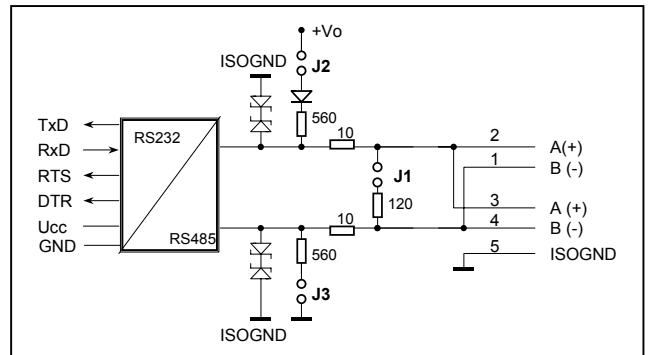 +Vo
ISOGND
J2
TxD
RxD
RTS
DTR
Ucc
GND
RS232
RS485
560
10
2
A(+)
1
B (-)
J1
120
3
A (+)
10
4
B (-)
560
5
ISOGND
J3
ISOGND